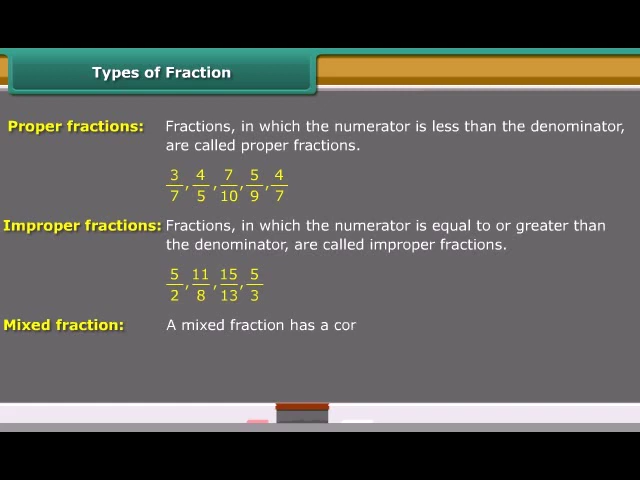 Types of Fraction
Proper fractions: Fractions, in which the numerator is less than the denominator,
are called proper fractions.
3/7, 4/5, 7/10, 5/9, 4/7
Improper fractions: Fractions, in which the numerator is equal to or greater than
the denominator, are called improper fractions.
5/2, 11/8, 15/13, 5/3
Mixed fraction: A mixed fraction has a cor